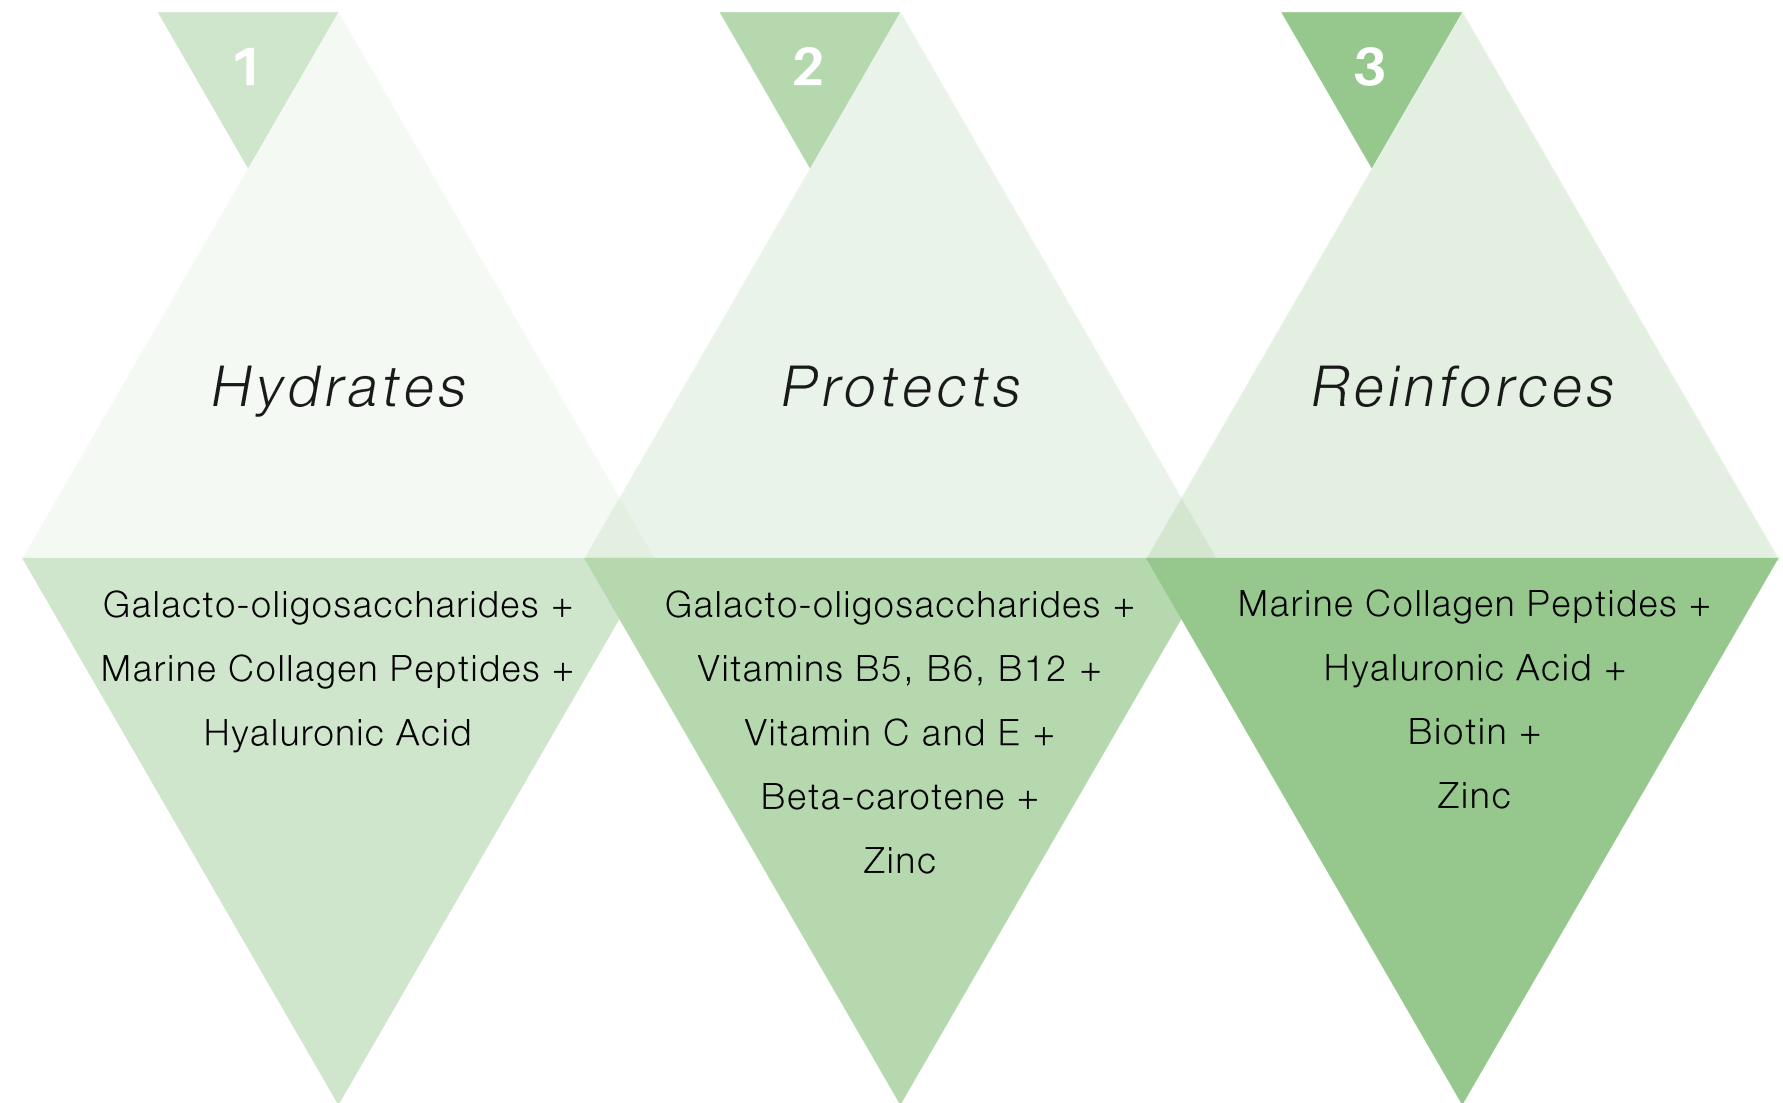 1
Hydrates
Galacto-oligosaccharides +
Marine Collagen Peptides +
Hyaluronic Acid
2
Protects
Galacto-oligosaccharides +
Vitamins B5, B6, B12 +
Vitamin C and E +
Beta-carotene +
Zinc
3
Reinforces
Marine Collagen Peptides +
Hyaluronic Acid +
Biotin +
Zinc